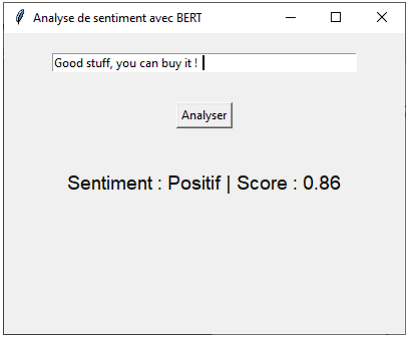 Analyse de sentiment avec BERT
Good stuff, you can buy it !
Analyser
Sentiment : Positif | Score : 0.86